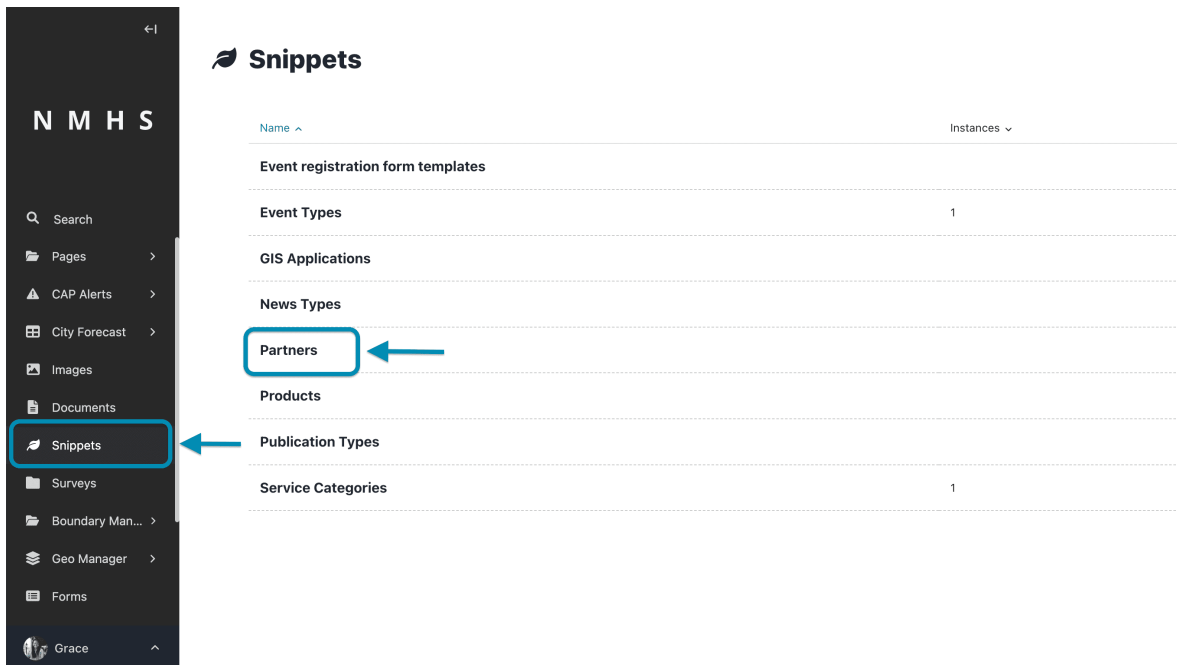 NMHS
Search
Pages
CAP Alerts
City Forecast
Images
Documents
Snippets
Surveys
Boundary Man...
Geo Manager
Forms
Grace
Snippets
Name Instances
Event registration form templates
Event Types 1
GIS Applications
News Types
Partners
Products
Publication Types
Service Categories 1